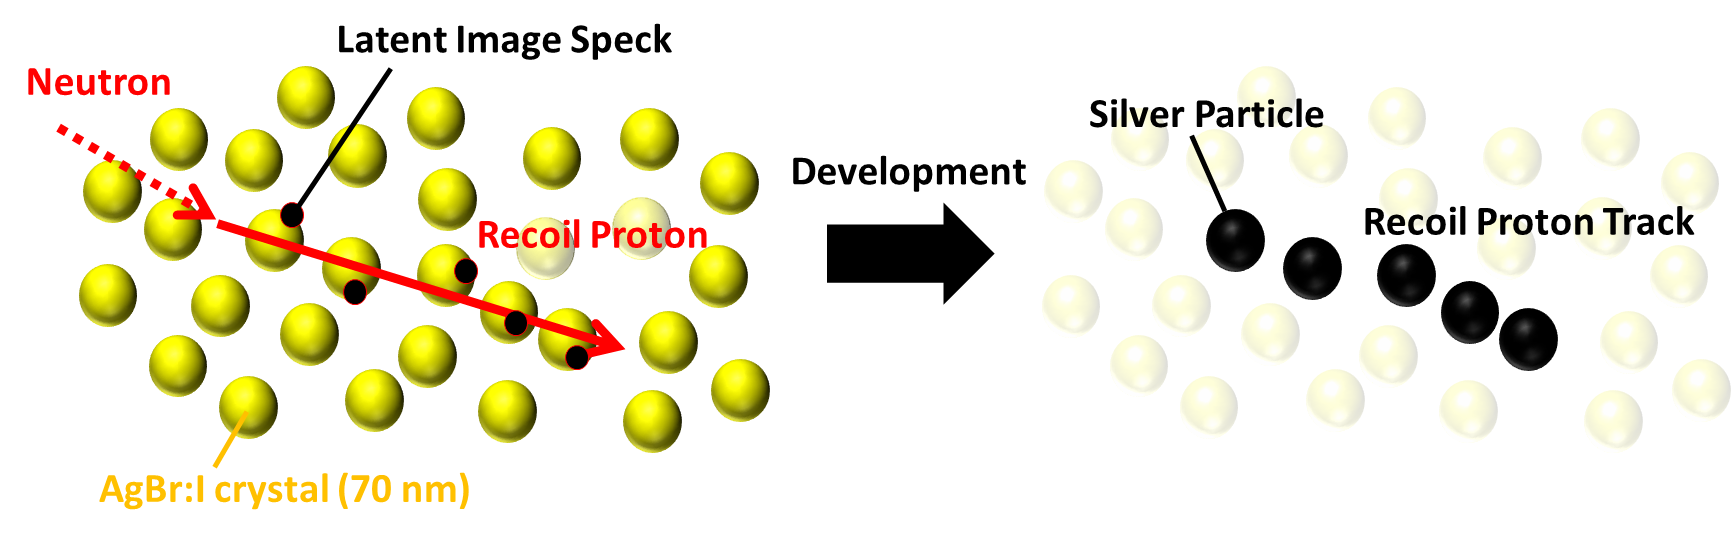 Latent Image Speck
Neutron
Recoil Proton
AgBr:I crystal (70 nm)
Development
Silver Particle
Recoil Proton Track